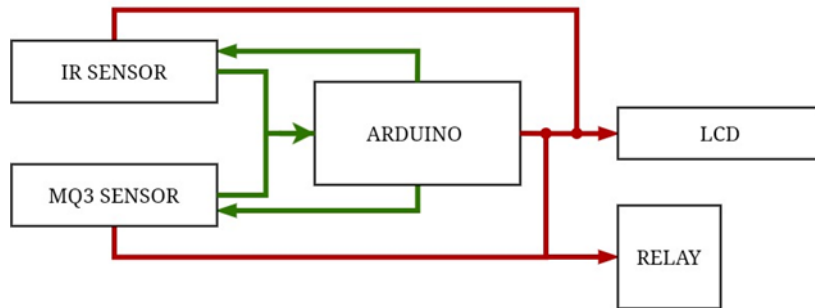 IR SENSOR
ARDUINO
LCD
MQ3 SENSOR
RELAY